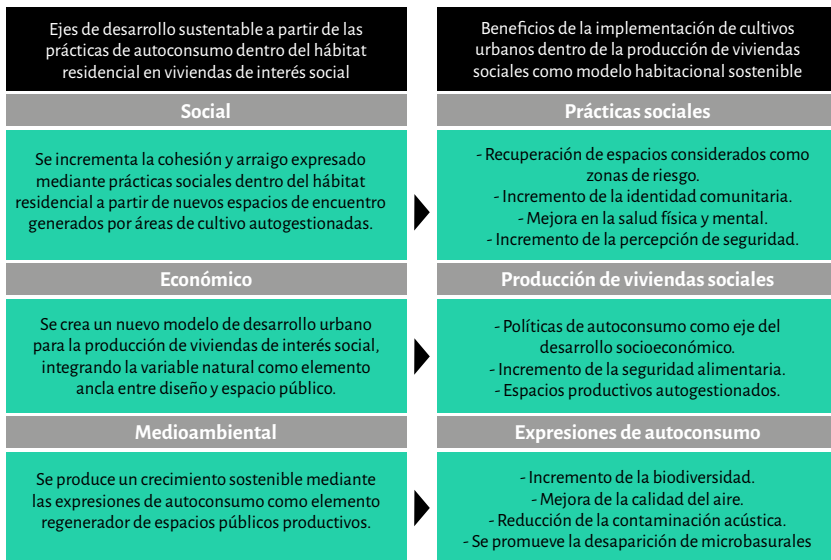 Ejes de desarrollo sustentable a partir de las
prácticas de autoconsumo dentro del hábitat
residencial en viviendas de interés social
Beneficios de la implementación de cultivos
urbanos dentro de la producción de viviendas
sociales como modelo habitacional sostenible
Social
Prácticas sociales
Se incrementa la cohesión y arraigo expresado
mediante prácticas sociales dentro del hábitat
residencial a partir de nuevos espacios de encuentro
generados por áreas de cultivo autogestionadas.
- Recuperación de espacios considerados como
zonas de riesgo.
- Incremento de la identidad comunitaria.
- Mejora en la salud física y mental.
- Incremento de la percepción de seguridad.
Económico
Producción de viviendas sociales
Se crea un nuevo modelo de desarrollo urbano
para la producción de viviendas de interés social,
integrando la variable natural como elemento
ancla entre diseño y espacio público.
- Políticas de autoconsumo como eje del
desarrollo socioeconómico.
- Incremento de la seguridad alimentaria.
- Espacios productivos autogestionados.
Medioambiental
Expresiones de autoconsumo
Se produce un crecimiento sostenible mediante
las expresiones de autoconsumo como elemento
regenerador de espacios públicos productivos.
- Incremento de la biodiversidad.
- Mejora de la calidad del aire.
- Reducción de la contaminación acústica.
- Se promueve la desaparición de microbasurales